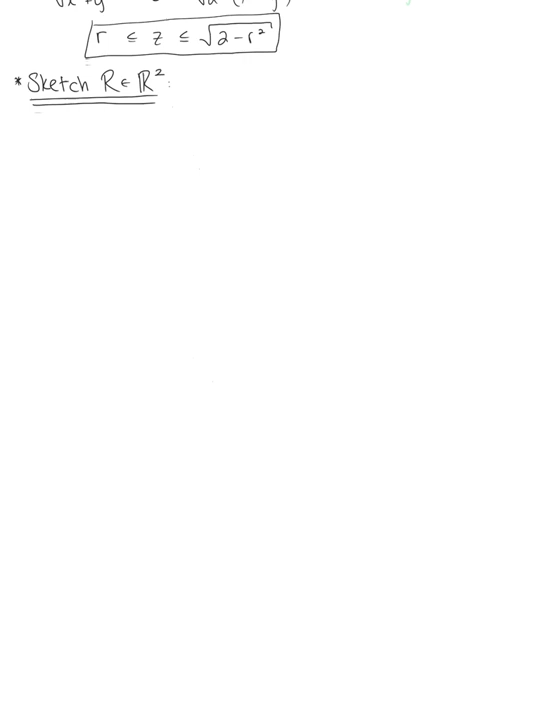 r ≤ z ≤ √2-r²
* Sketch R∈ℝ²: